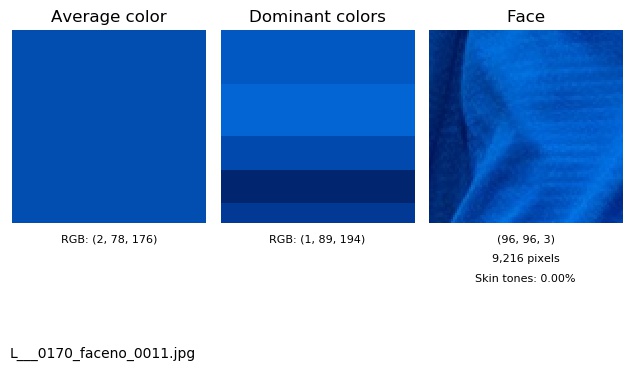 Average color
Dominant colors
Face
RGB: (2, 78, 176)
RGB: (1, 89, 194)
(96, 96, 3)
9,216 pixels
Skin tones: 0.00%
L___0170_faceno_0011.jpg